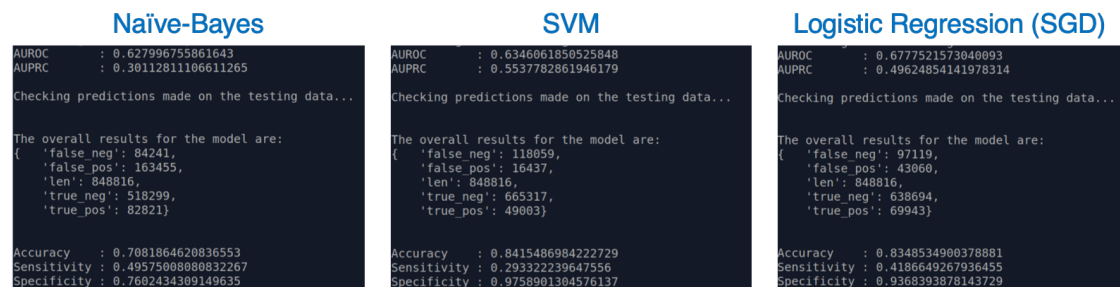 Naïve-Bayes
AUROC : 0.627996755861643
AUPRC : 0.30112811106611265
Checking predictions made on the testing data...
The overall results for the model are:
{ 'false_neg': 84241,
'false_pos': 163455,
'len': 848816,
'true_neg': 518299,
'true_pos': 82821}
Accuracy : 0.7081864620836553
Sensitivity : 0.49575008080832267
Specificity : 0.7602434309149635
SVM
AUROC : 0.6346061850525848
AUPRC : 0.5537782861946179
Checking predictions made on the testing data...
The overall results for the model are:
{ 'false_neg': 118059,
'false_pos': 16437,
'len': 848816,
'true_neg': 665317,
'true_pos': 49003}
Accuracy : 0.8415486984222729
Sensitivity : 0.293322239647556
Specificity : 0.9758901304576137
Logistic Regression (SGD)
AUROC : 0.6777521573040093
AUPRC : 0.49624854141978314
Checking predictions made on the testing data...
The overall results for the model are:
{ 'false_neg': 97119,
'false_pos': 43060,
'len': 848816,
'true_neg': 638694,
'true_pos': 69943}
Accuracy : 0.8348534900378881
Sensitivity : 0.4186649267936455
Specificity : 0.9368393878143729